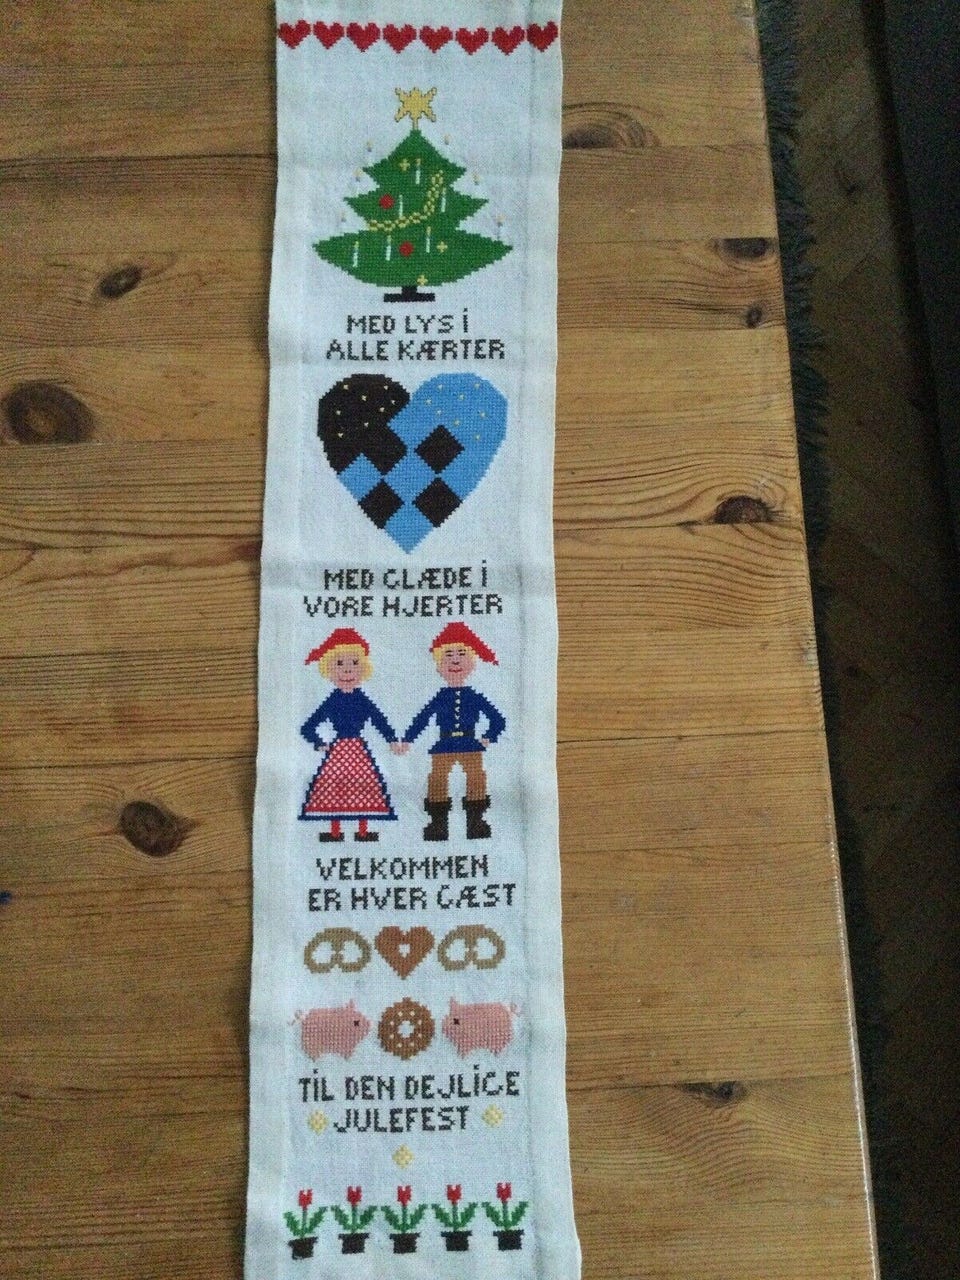 MED LYS i
ALLE KÆRTER
MED GLÆDE i
VORE HJERTER
VELKOMMEN
ER HVER GÆST
TiL DEN DEJLiGE
JULEFEST